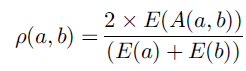 ρ(a, b) = 2 × E(A(a, b)) / (E(a) + E(b))